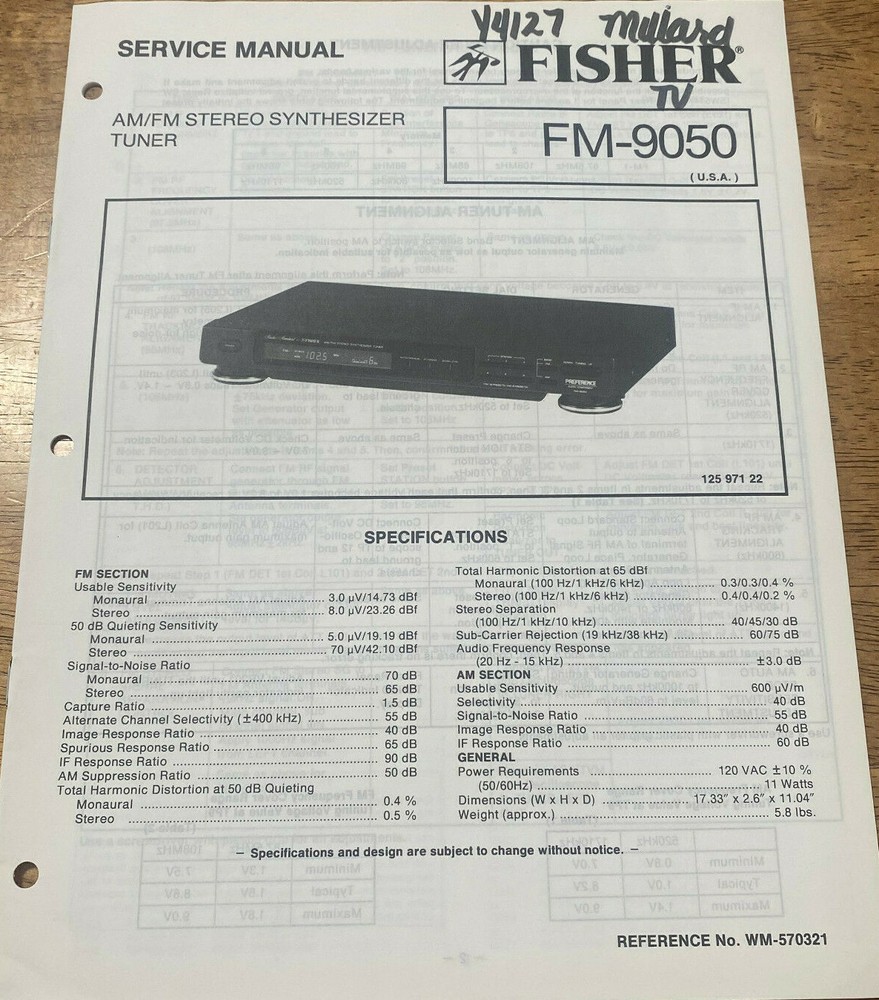 Y4127 Mylard
SERVICE MANUAL
FISHER®
TV
AM/FM STEREO SYNTHESIZER
TUNER
FM-9050
(U.S.A.)
PREFERENCE
125 971 22
SPECIFICATIONS
FM SECTION
Usable Sensitivity
Monaural ........ 3.0 µV/14.73 dBf
Stereo ........ 8.0 µV/23.26 dBf
50 dB Quieting Sensitivity
Monaural ........ 5.0 µV/19.19 dBf
Stereo ........ 70 µV/42.10 dBf
Signal-to-Noise Ratio
Monaural ........ 70 dB
Stereo ........ 65 dB
Capture Ratio ........ 1.5 dB
Alternate Channel Selectivity (±400 kHz) ........ 55 dB
Image Response Ratio ........ 40 dB
Spurious Response Ratio ........ 65 dB
IF Response Ratio ........ 90 dB
AM Suppression Ratio ........ 50 dB
Total Harmonic Distortion at 50 dB Quieting
Monaural ........ 0.4 %
Stereo ........ 0.5 %
Total Harmonic Distortion at 65 dBf
Monaural (100 Hz/1 kHz/6 kHz) ........ 0.3/0.3/0.4 %
Stereo (100 Hz/1 kHz/6 kHz) ........ 0.4/0.4/0.2 %
Stereo Separation
(100 Hz/1 kHz/10 kHz) ........ 40/45/30 dB
Sub-Carrier Rejection (19 kHz/38 kHz) ........ 60/75 dB
Audio Frequency Response
(20 Hz - 15 kHz) ........ ±3.0 dB
AM SECTION
Usable Sensitivity ........ 600 µV/m
Selectivity ........ 40 dB
Signal-to-Noise Ratio ........ 55 dB
Image Response Ratio ........ 40 dB
IF Response Ratio ........ 60 dB
GENERAL
Power Requirements ........ 120 VAC ±10 %
(50/60Hz) ........ 11 Watts
Dimensions (W x H x D) ........ 17.33" x 2.6" x 11.04"
Weight (approx.) ........ 5.8 lbs.
— Specifications and design are subject to change without notice. —
REFERENCE No. WM-570321